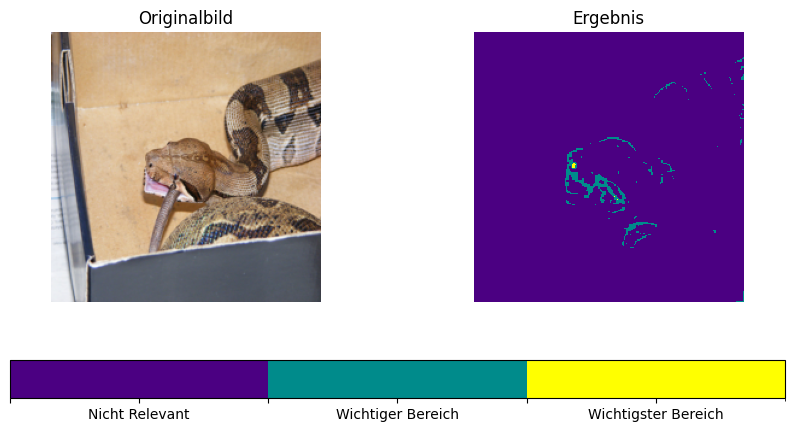 Originalbild
Ergebnis
Nicht Relevant
Wichtiger Bereich
Wichtigster Bereich